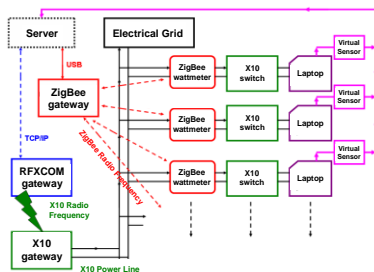 Server
Electrical Grid
Virtual
Sensor
USB
ZigBee
wattmeter
X10
switch
Laptop
ZigBee
gateway
Virtual
Sensor
ZigBee
wattmeter
X10
switch
Laptop
TCP/IP
ZigBee Radio Frequency
Virtual
Sensor
RFXCOM
gateway
ZigBee
wattmeter
X10
switch
Laptop
X10 Radio
Frequency
X10
gateway
X10 Power Line